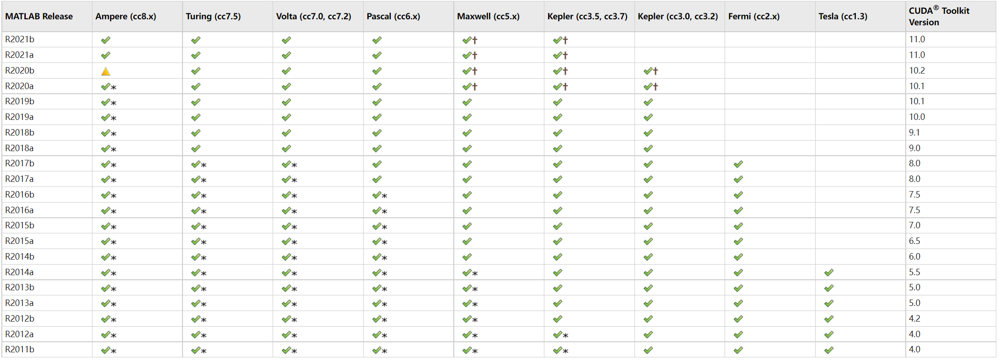 MATLAB Release Ampere (cc8.x) Turing (cc7.5) Volta (cc7.0, cc7.2) Pascal (cc6.x) Maxwell (cc5.x) Kepler (cc3.5, cc3.7) Kepler (cc3.0, cc3.2) Fermi (cc2.x) Tesla (cc1.3) CUDA® Toolkit Version
R2021b ✔ ✔ ✔ ✔ ✔† ✔† 11.0
R2021a ✔ ✔ ✔ ✔ ✔† ✔† 11.0
R2020b ✔ ✔ ✔ ✔† ✔† ✔† 10.2
R2020a ✔* ✔ ✔ ✔ ✔† ✔† ✔† 10.1
R2019b ✔* ✔ ✔ ✔ ✔ ✔ ✔ 10.1
R2019a ✔* ✔ ✔ ✔ ✔ ✔ ✔ 10.0
R2018b ✔* ✔ ✔ ✔ ✔ ✔ ✔ 9.1
R2018a ✔* ✔ ✔ ✔ ✔ ✔ ✔ 9.0
R2017b ✔* ✔* ✔* ✔ ✔ ✔ ✔ ✔ 8.0
R2017a ✔* ✔* ✔* ✔ ✔ ✔ ✔ ✔ 8.0
R2016b ✔* ✔* ✔* ✔* ✔ ✔ ✔ ✔ 7.5
R2016a ✔* ✔* ✔* ✔* ✔ ✔ ✔ ✔ 7.5
R2015b ✔* ✔* ✔* ✔* ✔ ✔ ✔ ✔ 7.0
R2015a ✔* ✔* ✔* ✔* ✔ ✔ ✔ ✔ 6.5
R2014b ✔* ✔* ✔* ✔* ✔ ✔ ✔ ✔ 6.0
R2014a ✔* ✔* ✔* ✔* ✔* ✔ ✔ ✔ ✔ 5.5
R2013b ✔* ✔* ✔* ✔* ✔* ✔ ✔ ✔ ✔ 5.0
R2013a ✔* ✔* ✔* ✔* ✔* ✔ ✔ ✔ ✔ 5.0
R2012b ✔* ✔* ✔* ✔* ✔* ✔ ✔ ✔ ✔ 4.2
R2012a ✔* ✔* ✔* ✔* ✔* ✔* ✔ ✔ ✔ 4.0
R2011b ✔* ✔* ✔* ✔* ✔* ✔* ✔ ✔ ✔ 4.0